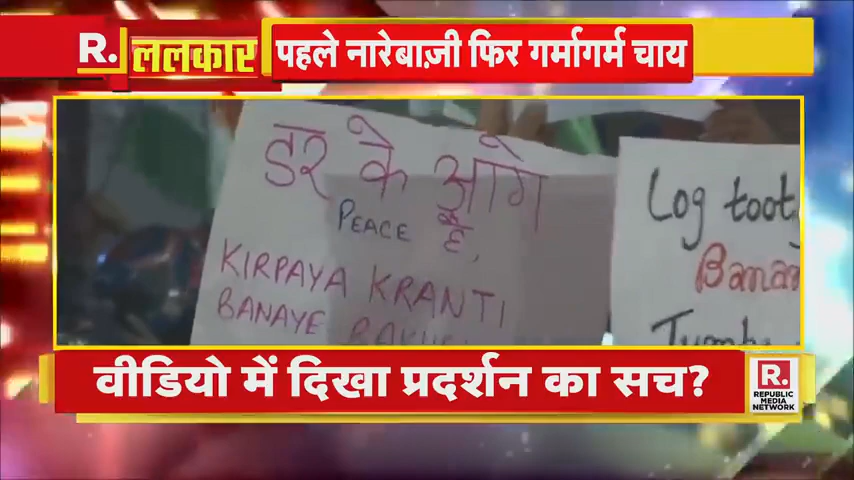 R. ललकार
पहले नारेबाज़ी फिर गर्मागर्म चाय
डर के आगे
PEACE है,
KIRPAYA KRANTI
BANAYE
Log toot
Banan
वीडियो में दिखा प्रदर्शन का सच?
R.
REPUBLIC
MEDIA
NETWORK